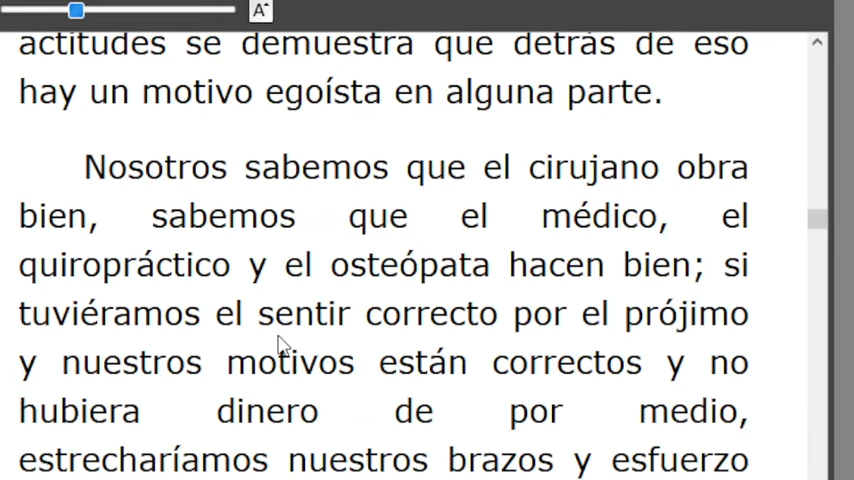 A
actitudes se demuestra que detrás de eso
hay un motivo egoísta en alguna parte.
Nosotros sabemos que el cirujano obra
bien, sabemos que el médico, el
quiropráctico y el osteópata hacen bien; si
tuviéramos el sentir correcto por el prójimo
y nuestros motivos están correctos y no
hubiera dinero de por medio,
estrecharíamos nuestros brazos y esfuerzo